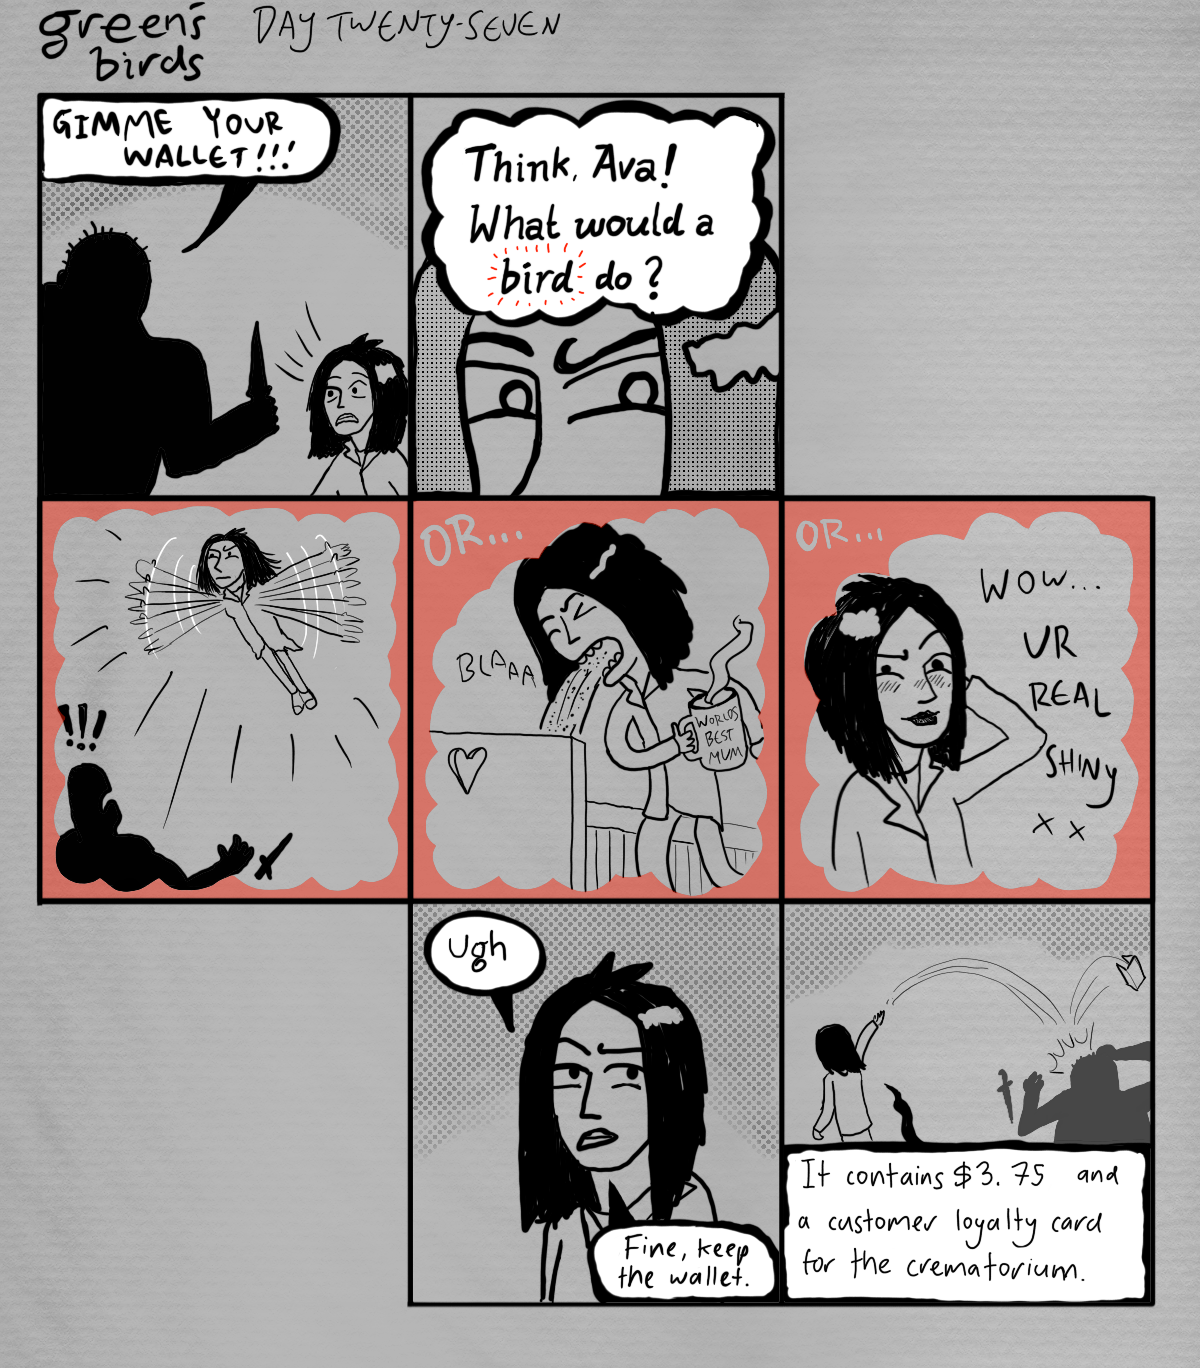 green's
birds
DAY TWENTY-SEVEN
GIMME YOUR
WALLET!!!
Think, Ava!
What would a
bird do?
!!!
OR...
BLAAA
WORLDS
BEST
MUM
OR...
WOW...
UR
REAL
SHINY
x x
Ugh
Fine, keep
the wallet.
It contains $3.75 and
a customer loyalty card
for the crematorium.